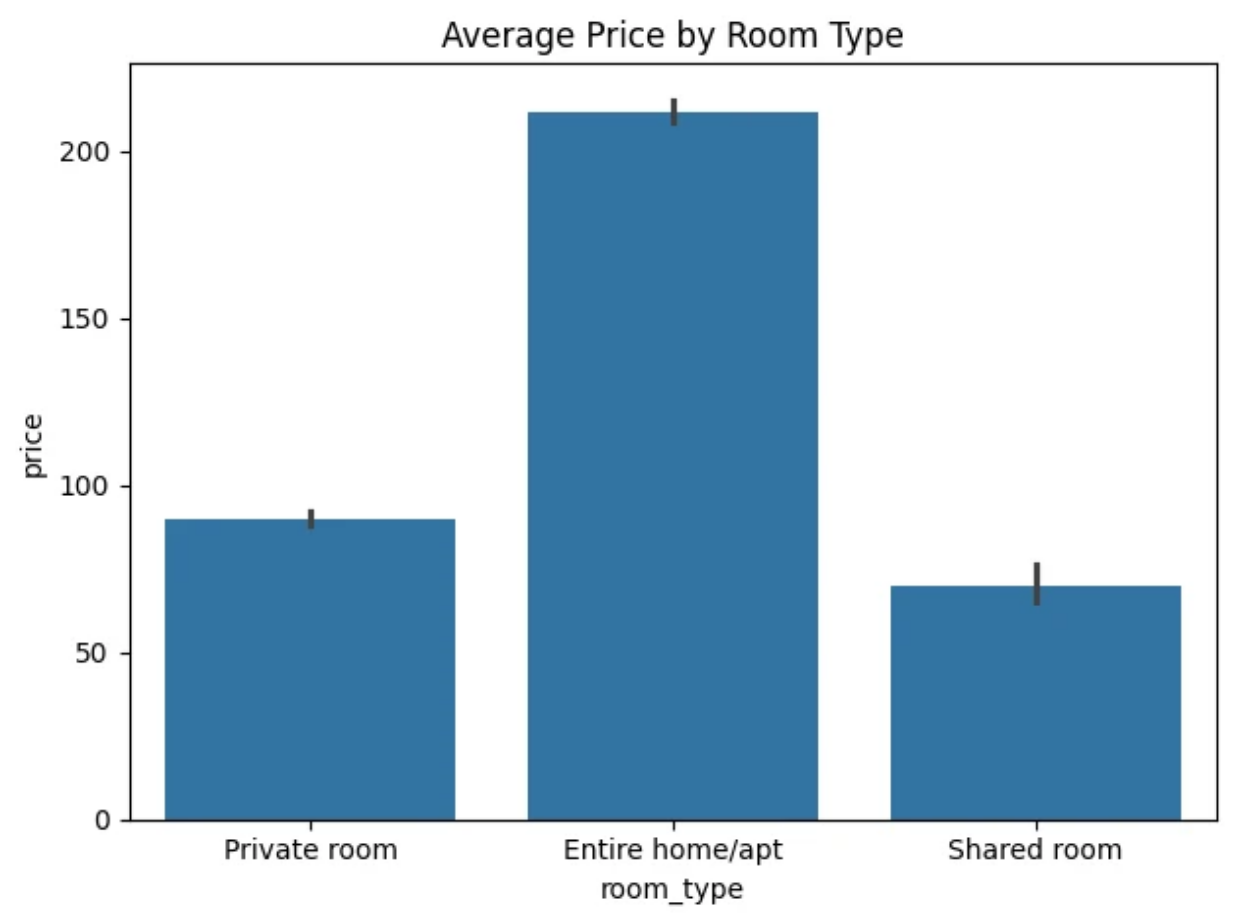 Average Price by Room Type
200
150
100
50
0
price
Private room
Entire home/apt
Shared room
room_type